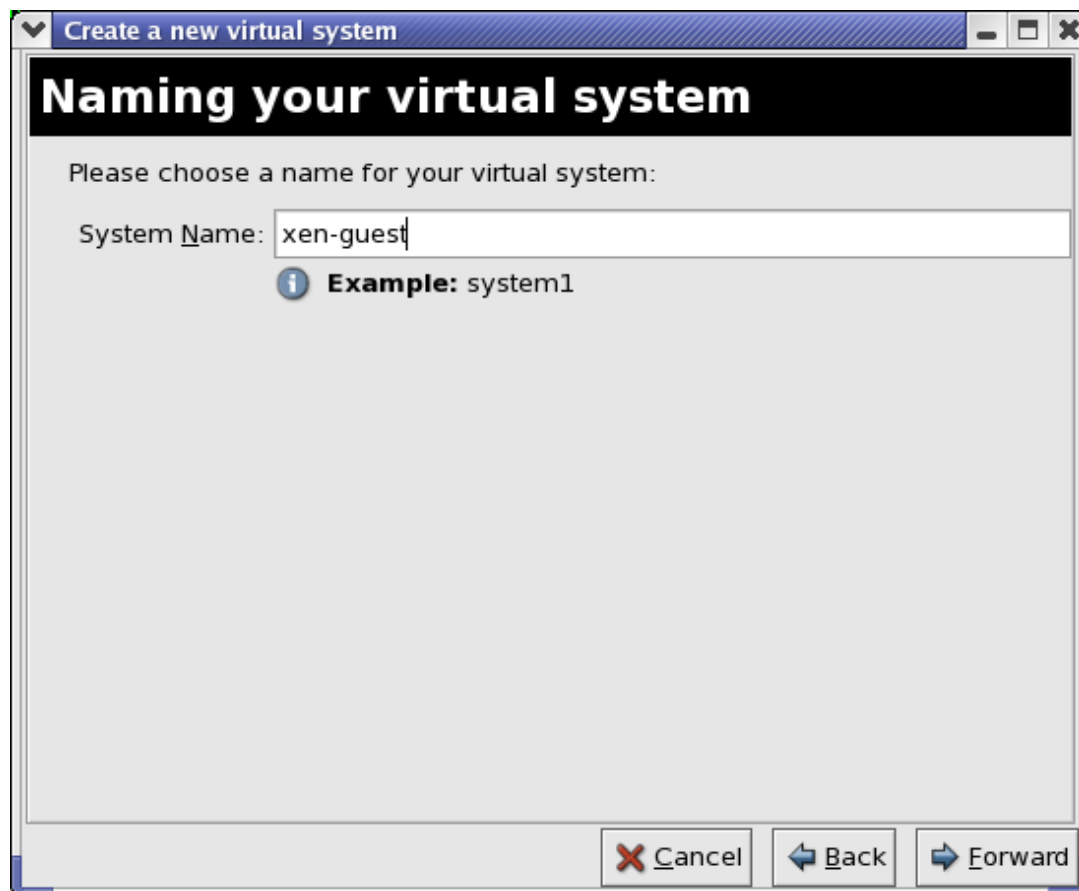 Create a new virtual system
Naming your virtual system
Please choose a name for your virtual system:
System Name: xen-guest
Example: system1
Cancel Back Forward